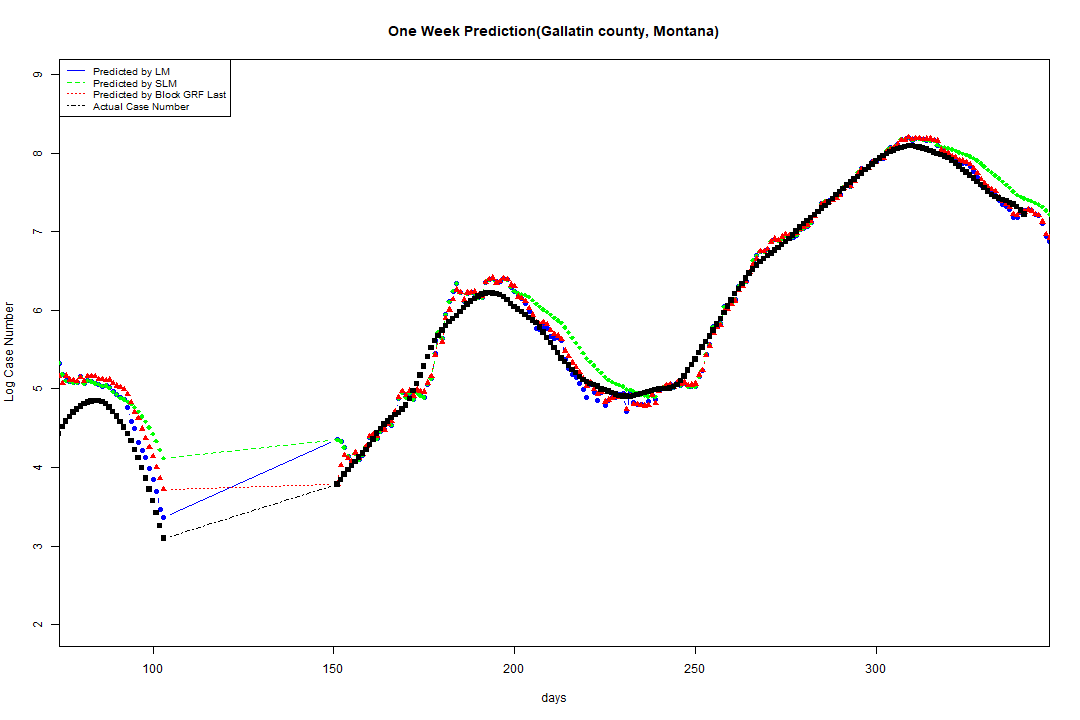 One Week Prediction(Gallatin county, Montana)
Predicted by LM
Predicted by SLM
Predicted by Block GRF Last
Actual Case Number
Log Case Number
9
8
7
6
5
4
3
2
100 150 200 250 300
days